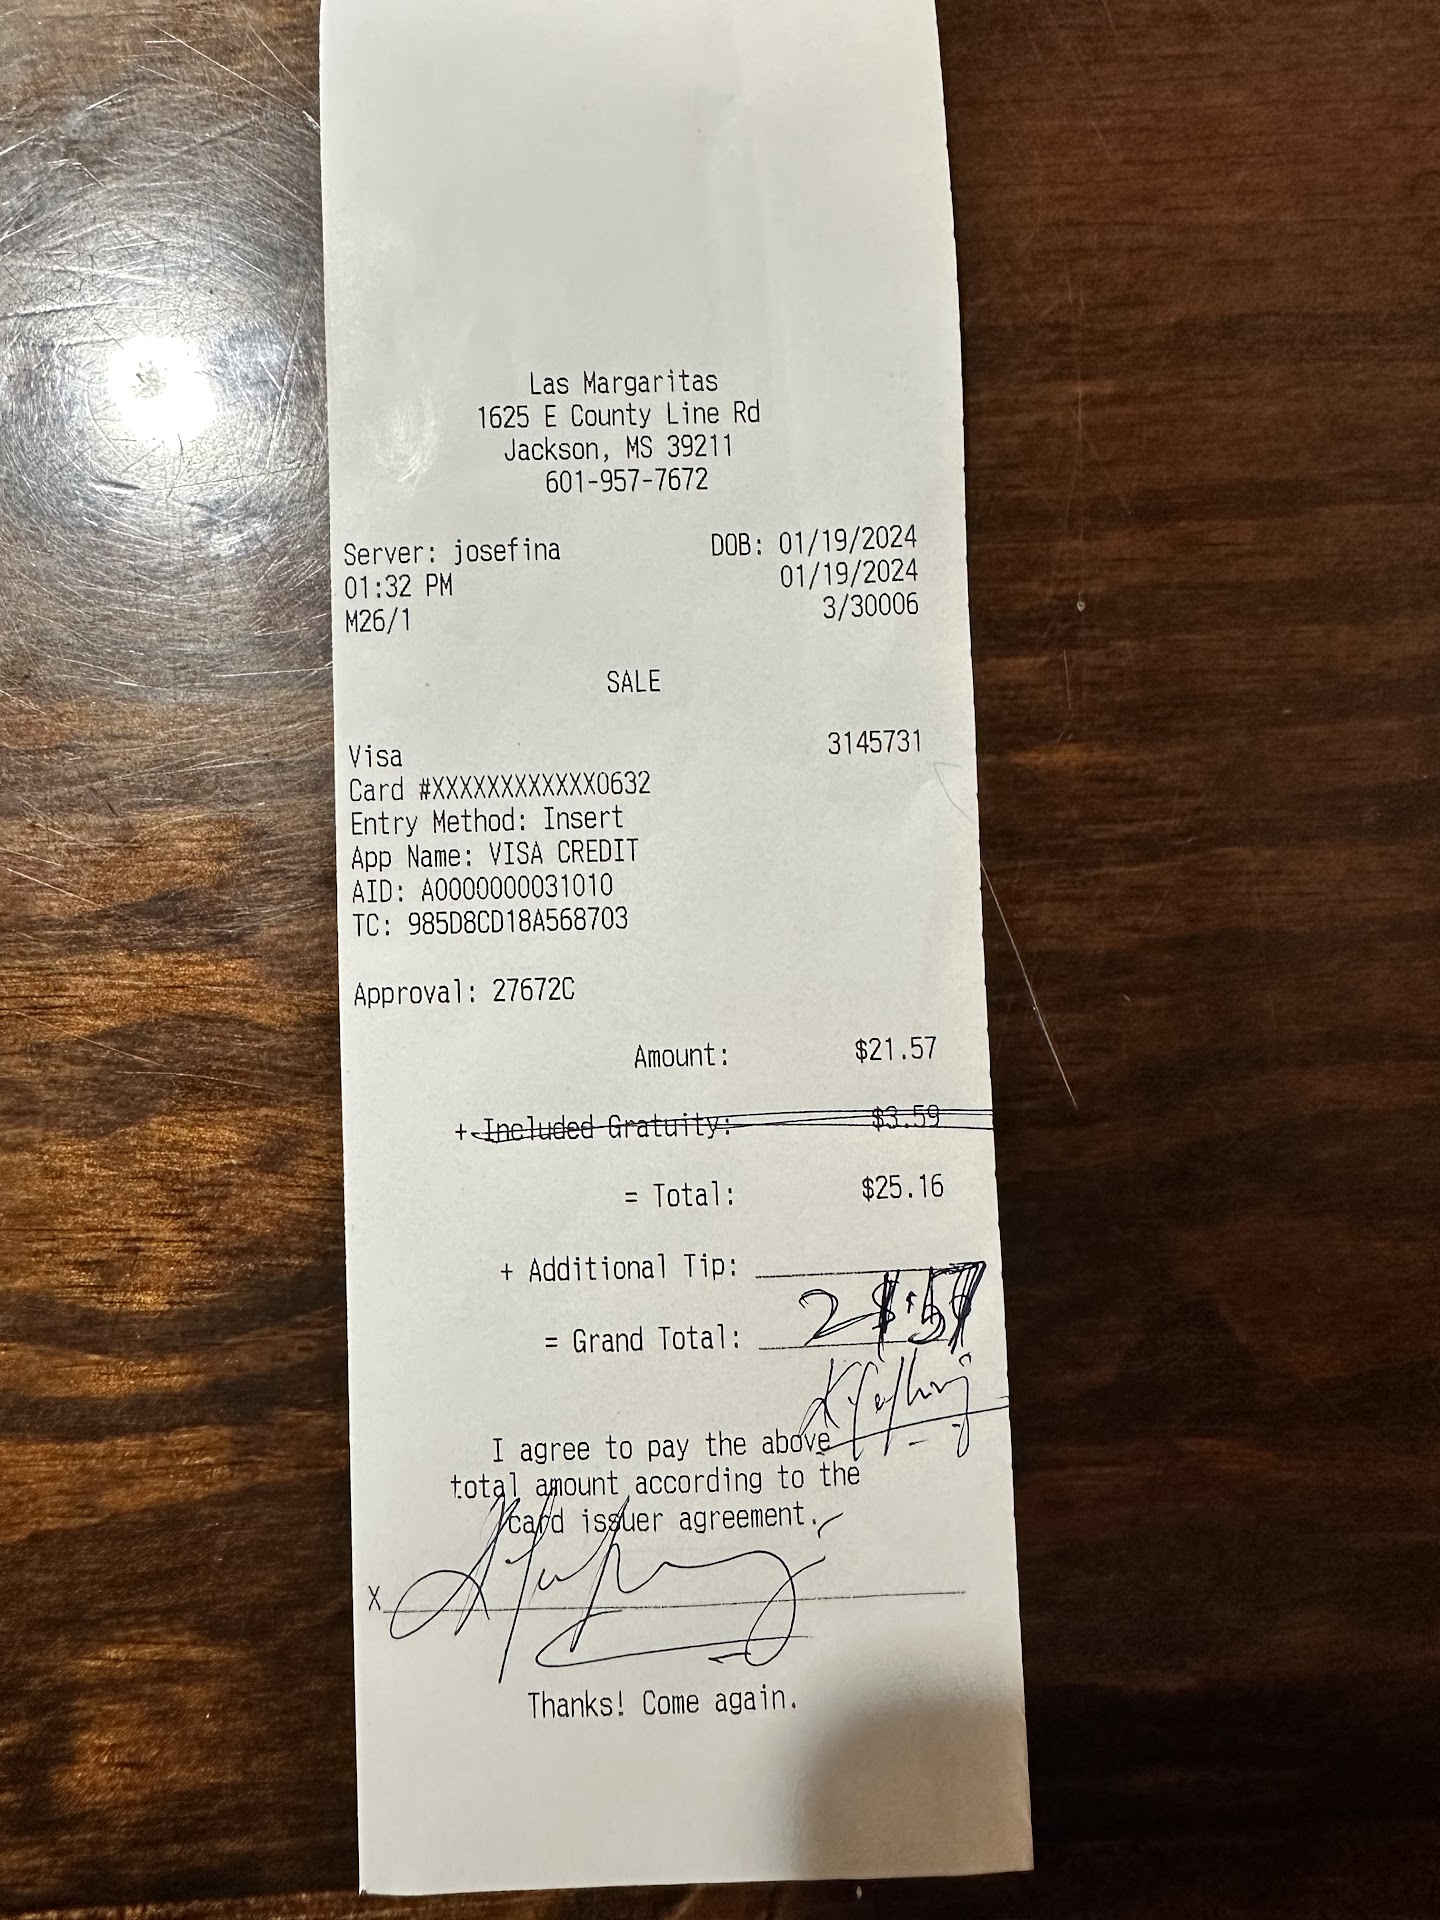 Las Margaritas
1625 E County Line Rd
Jackson, MS 39211
601-957-7672
Server: josefina DOB: 01/19/2024
01:32 PM 01/19/2024
M26/1 3/30006
SALE
Visa 3145731
Card #XXXXXXXXXXXX0632
Entry Method: Insert
App Name: VISA CREDIT
AID: A0000000031010
TC: 985D8CD18A568703
Approval: 27672C
Amount: $21.57
+ Included Gratuity: $3.59
= Total: $25.16
+ Additional Tip:
= Grand Total: 21.57
I agree to pay the above
total amount according to the
card issuer agreement.
X
Thanks! Come again.